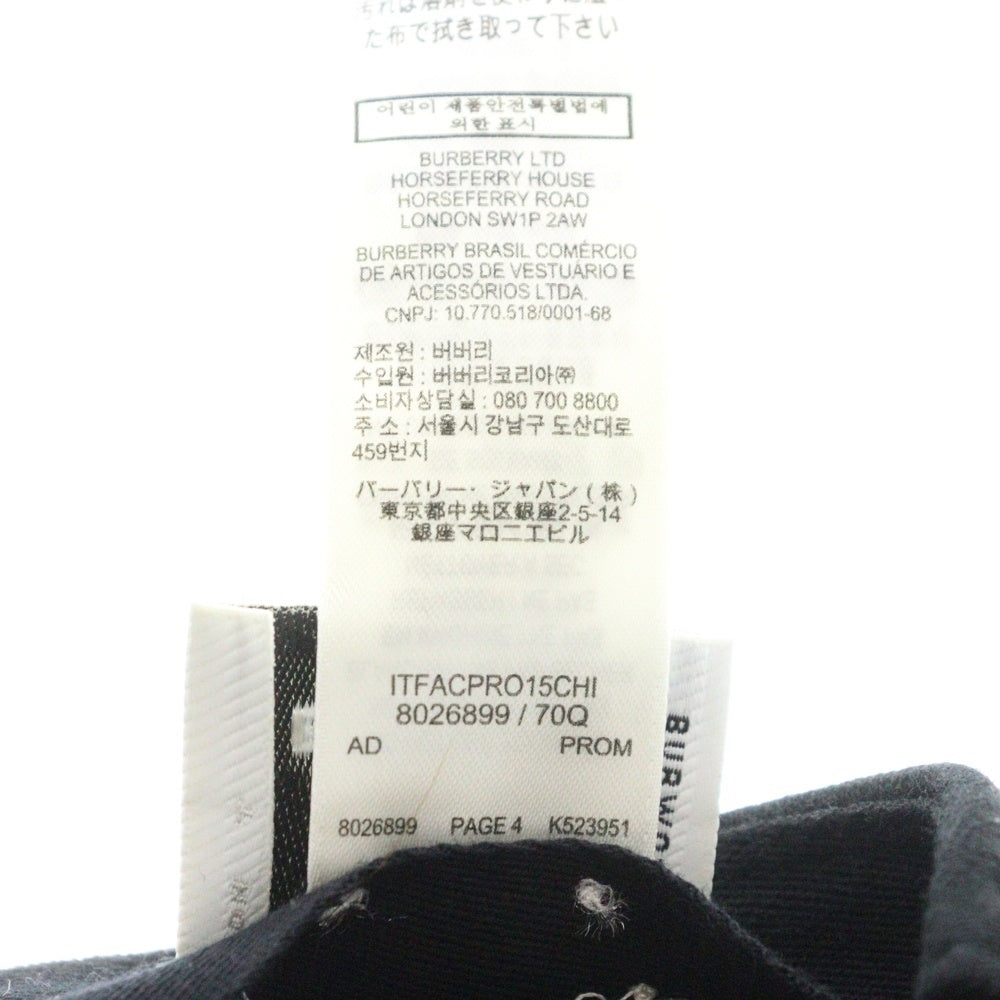 た布で拭き取って下さい
어린이 제품안전특별법에
의한 표시
BURBERRY LTD
HORSEFERRY HOUSE
HORSEFERRY ROAD
LONDON SW1P 2AW
BURBERRY BRASIL COMÉRCIO
DE ARTIGOS DE VESTUÁRIO E
ACESSÓRIOS LTDA.
CNPJ: 10.770.518/0001-68
제조원 : 버버리
수입원 : 버버리코리아㈜
소비자상담실 : 080 700 8800
주 소 : 서울시 강남구 도산대로
459번지
バーバリー・ジャパン ( 株 )
東京都中央区銀座2-5-14
銀座マロニエビル
ITFACPRO15CHI
8026899 / 70Q
AD PROM
8026899 PAGE 4 K523951